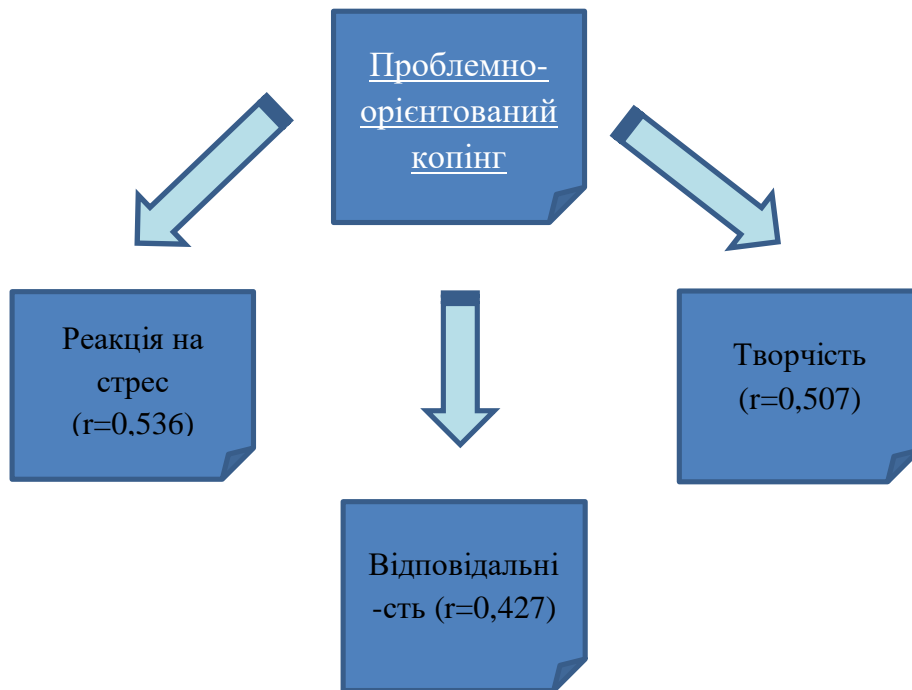 Проблемно-
орієнтований
копінг
Реакція на
стрес
(r=0,536)
Творчість
(r=0,507)
Відповідальні
-сть (r=0,427)